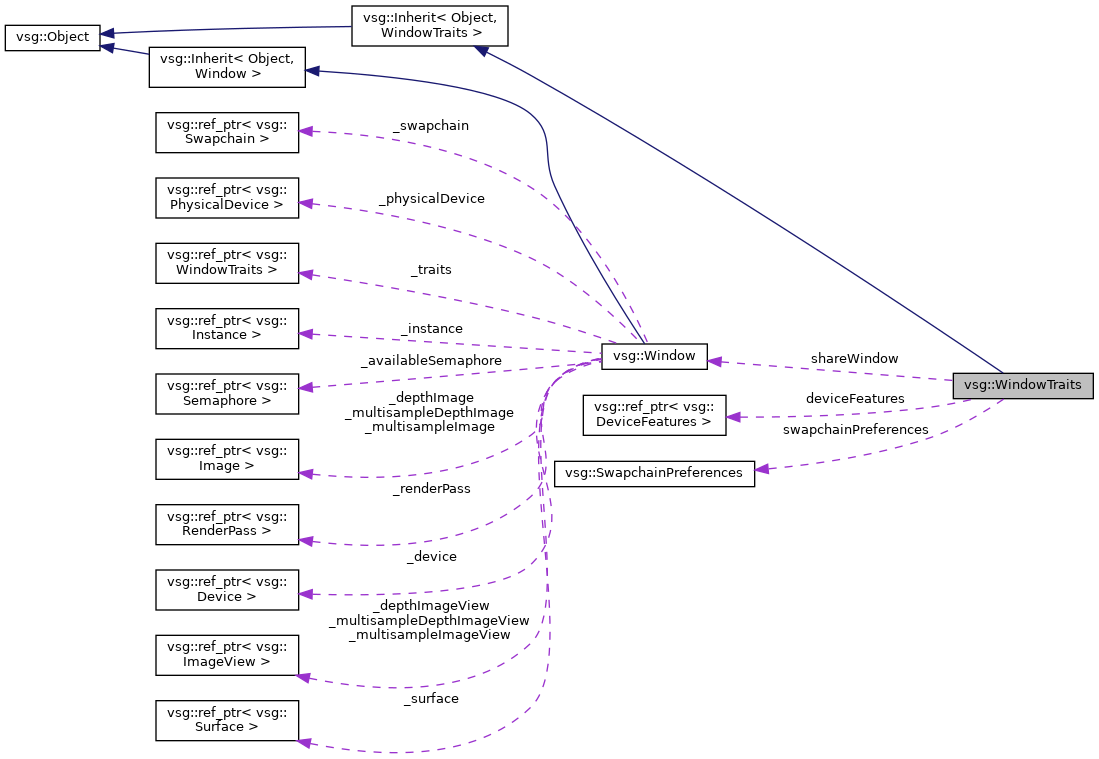 vsg::Object
vsg::Inherit< Object,
WindowTraits >
vsg::Inherit< Object,
Window >
vsg::ref_ptr< vsg::
Swapchain >
_swapchain
vsg::ref_ptr< vsg::
PhysicalDevice >
_physicalDevice
vsg::ref_ptr< vsg::
WindowTraits >
_traits
vsg::ref_ptr< vsg::
Instance >
_instance
vsg::Window
shareWindow
vsg::WindowTraits
vsg::ref_ptr< vsg::
Semaphore >
_availableSemaphore
vsg::ref_ptr< vsg::
DeviceFeatures >
deviceFeatures
swapchainPreferences
vsg::SwapchainPreferences
_depthImage
_multisampleDepthImage
_multisampleImage
vsg::ref_ptr< vsg::
Image >
_renderPass
vsg::ref_ptr< vsg::
RenderPass >
_device
vsg::ref_ptr< vsg::
Device >
_depthImageView
_multisampleDepthImageView
_multisampleImageView
vsg::ref_ptr< vsg::
ImageView >
_surface
vsg::ref_ptr< vsg::
Surface >